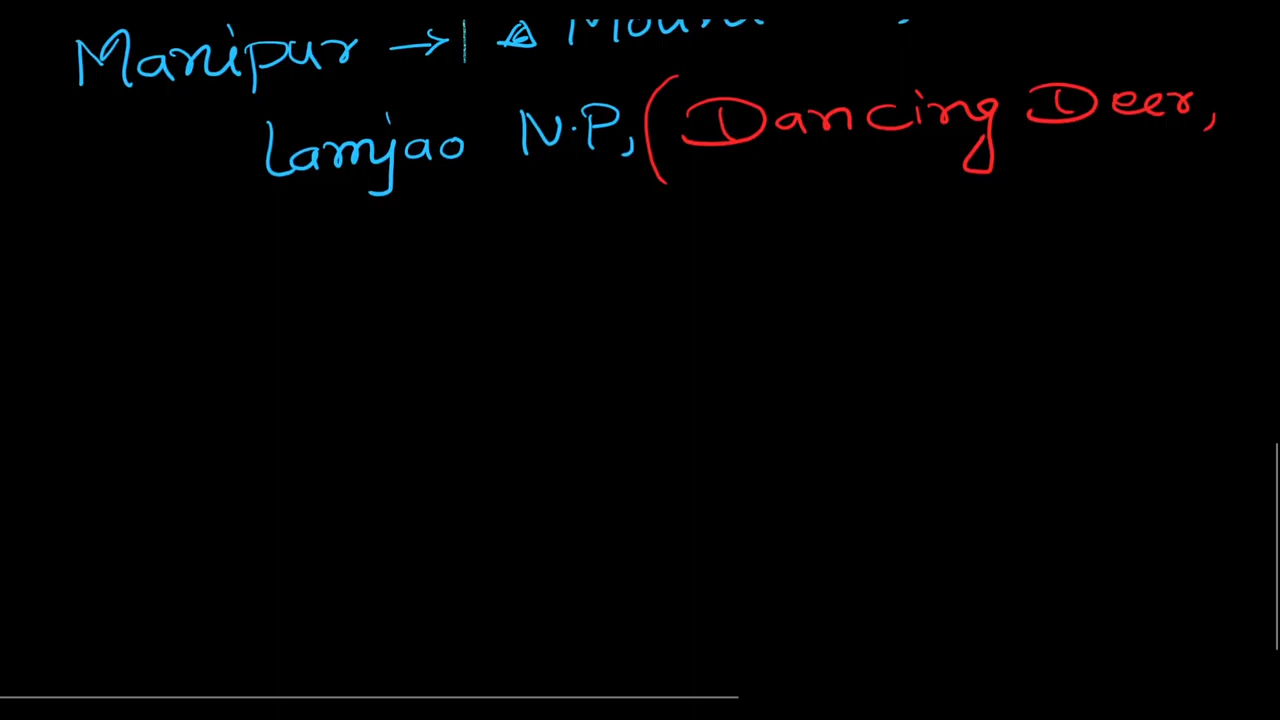 Manipur →
Lamjao N.P, (Dancing Deer,